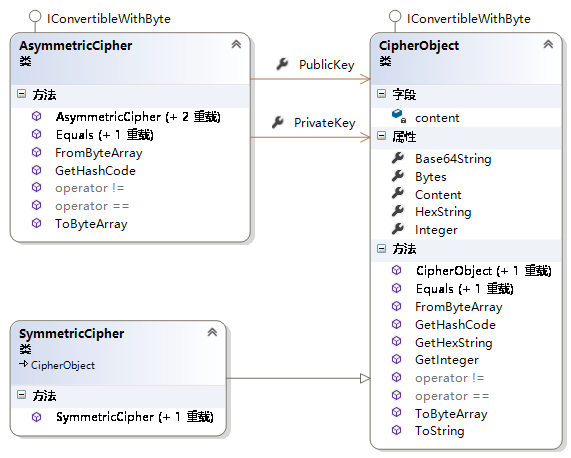 IConvertibleWithByte
AsymmetricCipher
类
方法
AsymmetricCipher (+ 2 重载)
Equals (+ 1 重载)
FromByteArray
GetHashCode
operator !=
operator ==
ToByteArray
PublicKey
PrivateKey
IConvertibleWithByte
CipherObject
类
字段
content
属性
Base64String
Bytes
Content
HexString
Integer
方法
CipherObject (+ 1 重载)
Equals (+ 1 重载)
FromByteArray
GetHashCode
GetHexString
GetInteger
operator !=
operator ==
ToByteArray
ToString
SymmetricCipher
类
CipherObject
方法
SymmetricCipher (+ 1 重载)